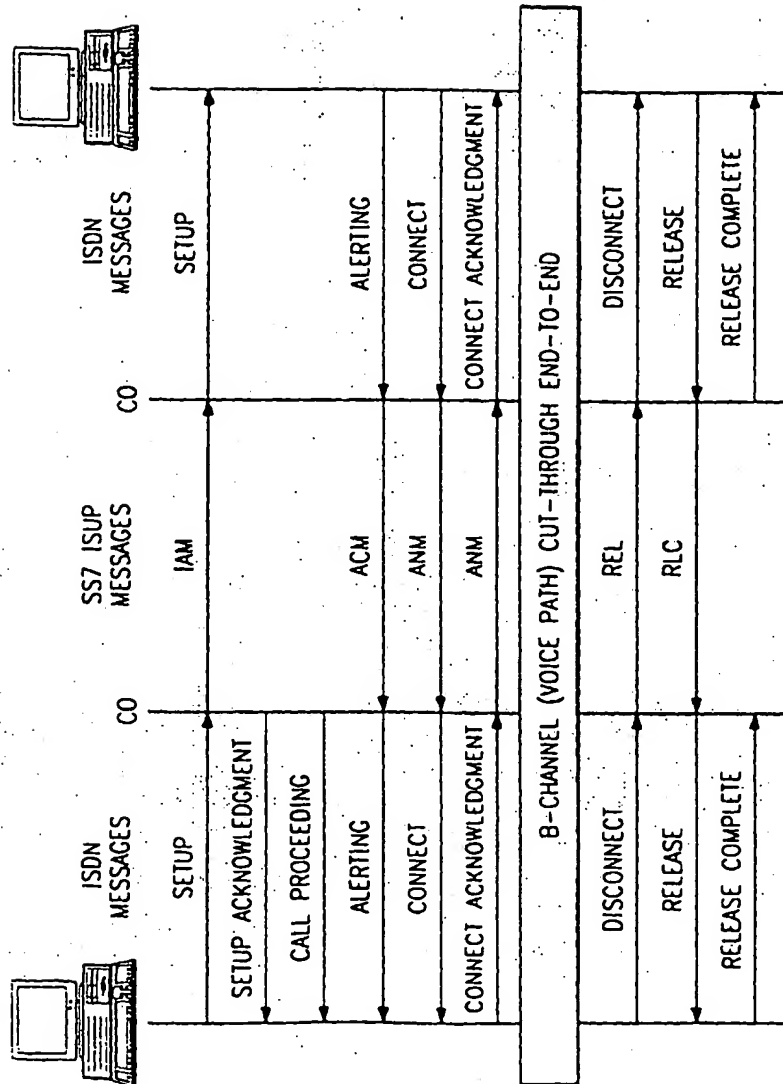 ISDN
MESSAGES
CO
SS7 ISUP
MESSAGES
CO
ISDN
MESSAGES
SETUP
IAM
SETUP
SETUP ACKNOWLEDGMENT
CALL PROCEEDING
ALERTING
ACM
ALERTING
CONNECT
ANM
CONNECT
CONNECT ACKNOWLEDGMENT
ANM
CONNECT ACKNOWLEDGMENT
B-CHANNEL (VOICE PATH) CUT-THROUGH END-TO-END
DISCONNECT
REL
DISCONNECT
RELEASE
RLC
RELEASE
RELEASE COMPLETE
RELEASE COMPLETE